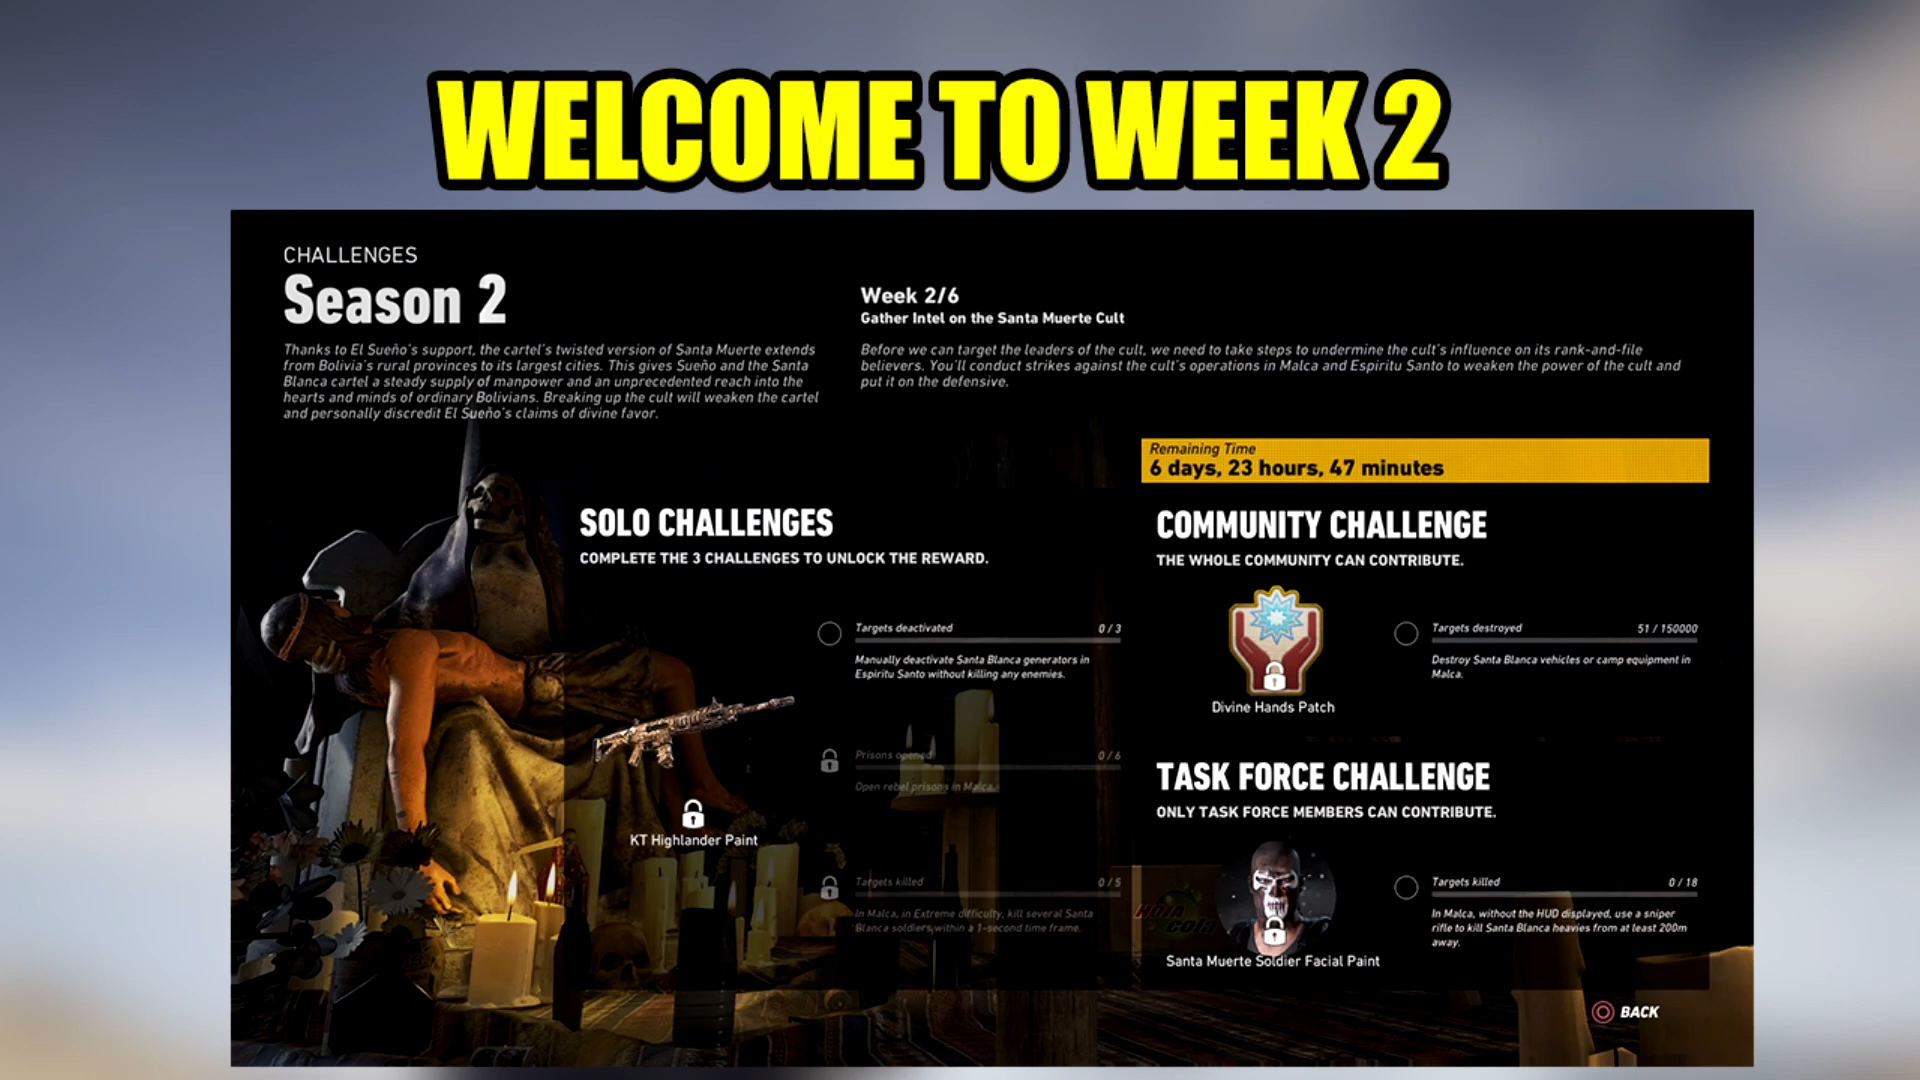 WELCOME TO WEEK 2
CHALLENGES
Season 2
Thanks to El Sueño's support, the cartel's twisted version of Santa Muerte extends
from Bolivia's rural provinces to its largest cities. This gives Sueño and the Santa
Blanca cartel a steady supply of manpower and an unprecedented reach into the
hearts and minds of ordinary Bolivians. Breaking up the cult will weaken the cartel
and personally discredit El Sueño's claims of divine favor.
Week 2/6
Gather Intel on the Santa Muerte Cult
Before we can target the leaders of the cult, we need to take steps to undermine the cult's influence on its rank-and-file
believers. You'll conduct strikes against the cult's operations in Malca and Espiritu Santo to weaken the power of the cult and
put it on the defensive.
Remaining Time
6 days, 23 hours, 47 minutes
SOLO CHALLENGES
COMPLETE THE 3 CHALLENGES TO UNLOCK THE REWARD.
Targets deactivated 0 / 3
Manually deactivate Santa Blanca generators in
Espiritu Santo without killing any enemies.
Prisons opened 0 / 6
Open rebel prisons in Malca.
KT Highlander Paint
Targets killed 0 / 5
In Malca, in Extreme difficulty, kill several Santa
Blanca soldiers within a 1-second time frame.
COMMUNITY CHALLENGE
THE WHOLE COMMUNITY CAN CONTRIBUTE.
Targets destroyed 51 / 150000
Destroy Santa Blanca vehicles or camp equipment in
Malca.
Divine Hands Patch
TASK FORCE CHALLENGE
ONLY TASK FORCE MEMBERS CAN CONTRIBUTE.
Targets killed 0 / 18
In Malca, without the HUD displayed, use a sniper
rifle to kill Santa Blanca heavies from at least 200m
away.
Santa Muerte Soldier Facial Paint
BACK